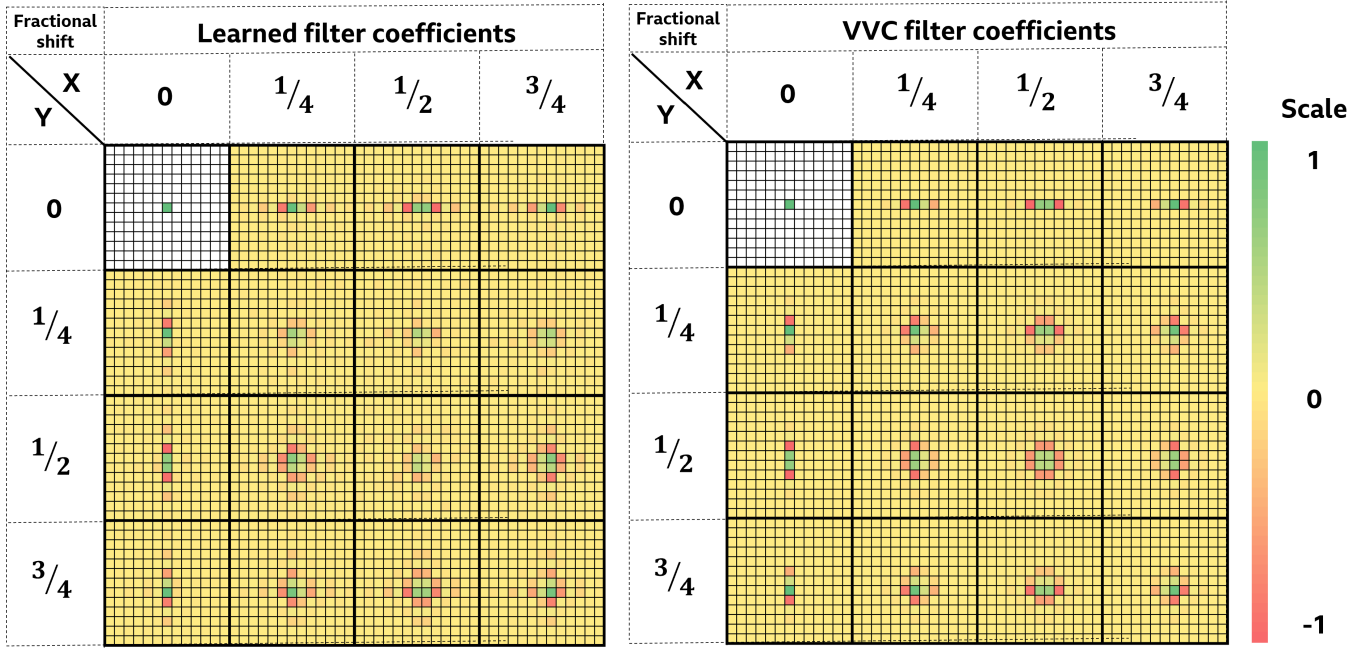 Fractional
shift
Learned filter coefficients
X
Y
0
1/4
1/2
3/4
0
1/4
1/2
3/4
Fractional
shift
VVC filter coefficients
X
Y
0
1/4
1/2
3/4
0
1/4
1/2
3/4
Scale
1
0
-1